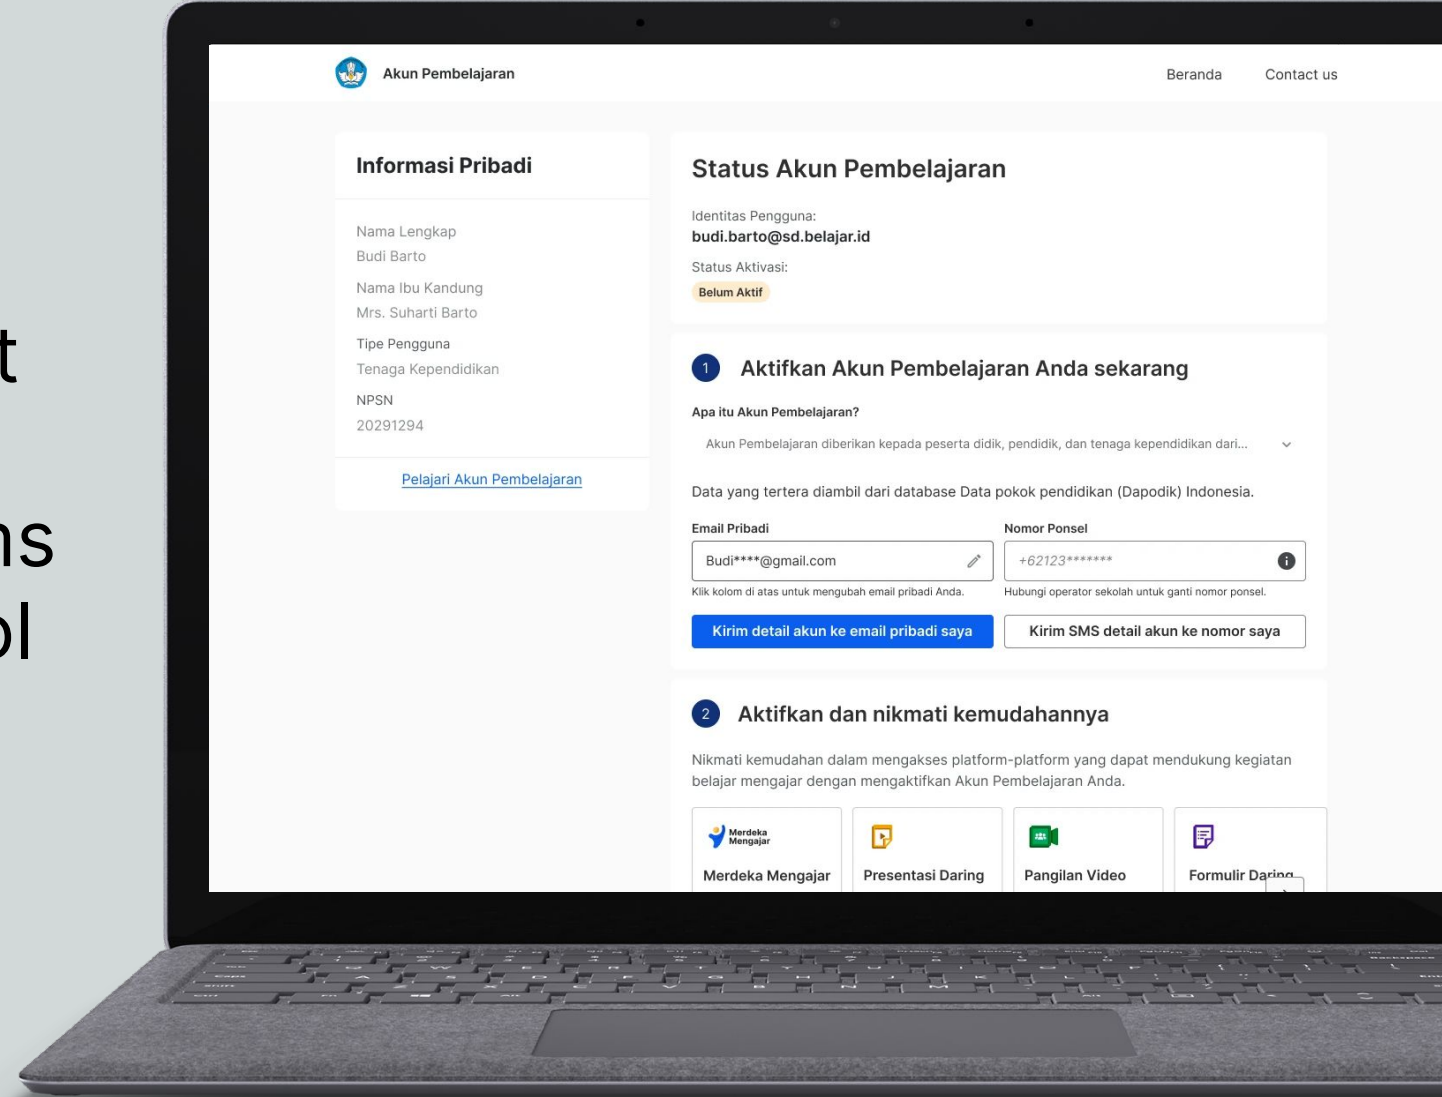 t
ns
ol
Akun Pembelajaran
Beranda
Contact us
Informasi Pribadi
Nama Lengkap
Budi Barto
Nama Ibu Kandung
Mrs. Suharti Barto
Tipe Pengguna
Tenaga Kependidikan
NPSN
20291294
Pelajari Akun Pembelajaran
Status Akun Pembelajaran
Identitas Pengguna:
budi.barto@sd.belajar.id
Status Aktivasi:
Belum Aktif
1 Aktifkan Akun Pembelajaran Anda sekarang
Apa itu Akun Pembelajaran?
Akun Pembelajaran diberikan kepada peserta didik, pendidik, dan tenaga kependidikan dari...
Data yang tertera diambil dari database Data pokok pendidikan (Dapodik) Indonesia.
Email Pribadi
Budi****@gmail.com
Klik kolom di atas untuk mengubah email pribadi Anda.
Kirim detail akun ke email pribadi saya
Nomor Ponsel
+62123*******
Hubungi operator sekolah untuk ganti nomor ponsel.
Kirim SMS detail akun ke nomor saya
2 Aktifkan dan nikmati kemudahannya
Nikmati kemudahan dalam mengakses platform-platform yang dapat mendukung kegiatan
belajar mengajar dengan mengaktifkan Akun Pembelajaran Anda.
Merdeka
Mengajar
Merdeka Mengajar
Presentasi Daring
Pangilan Video
Formulir Daring